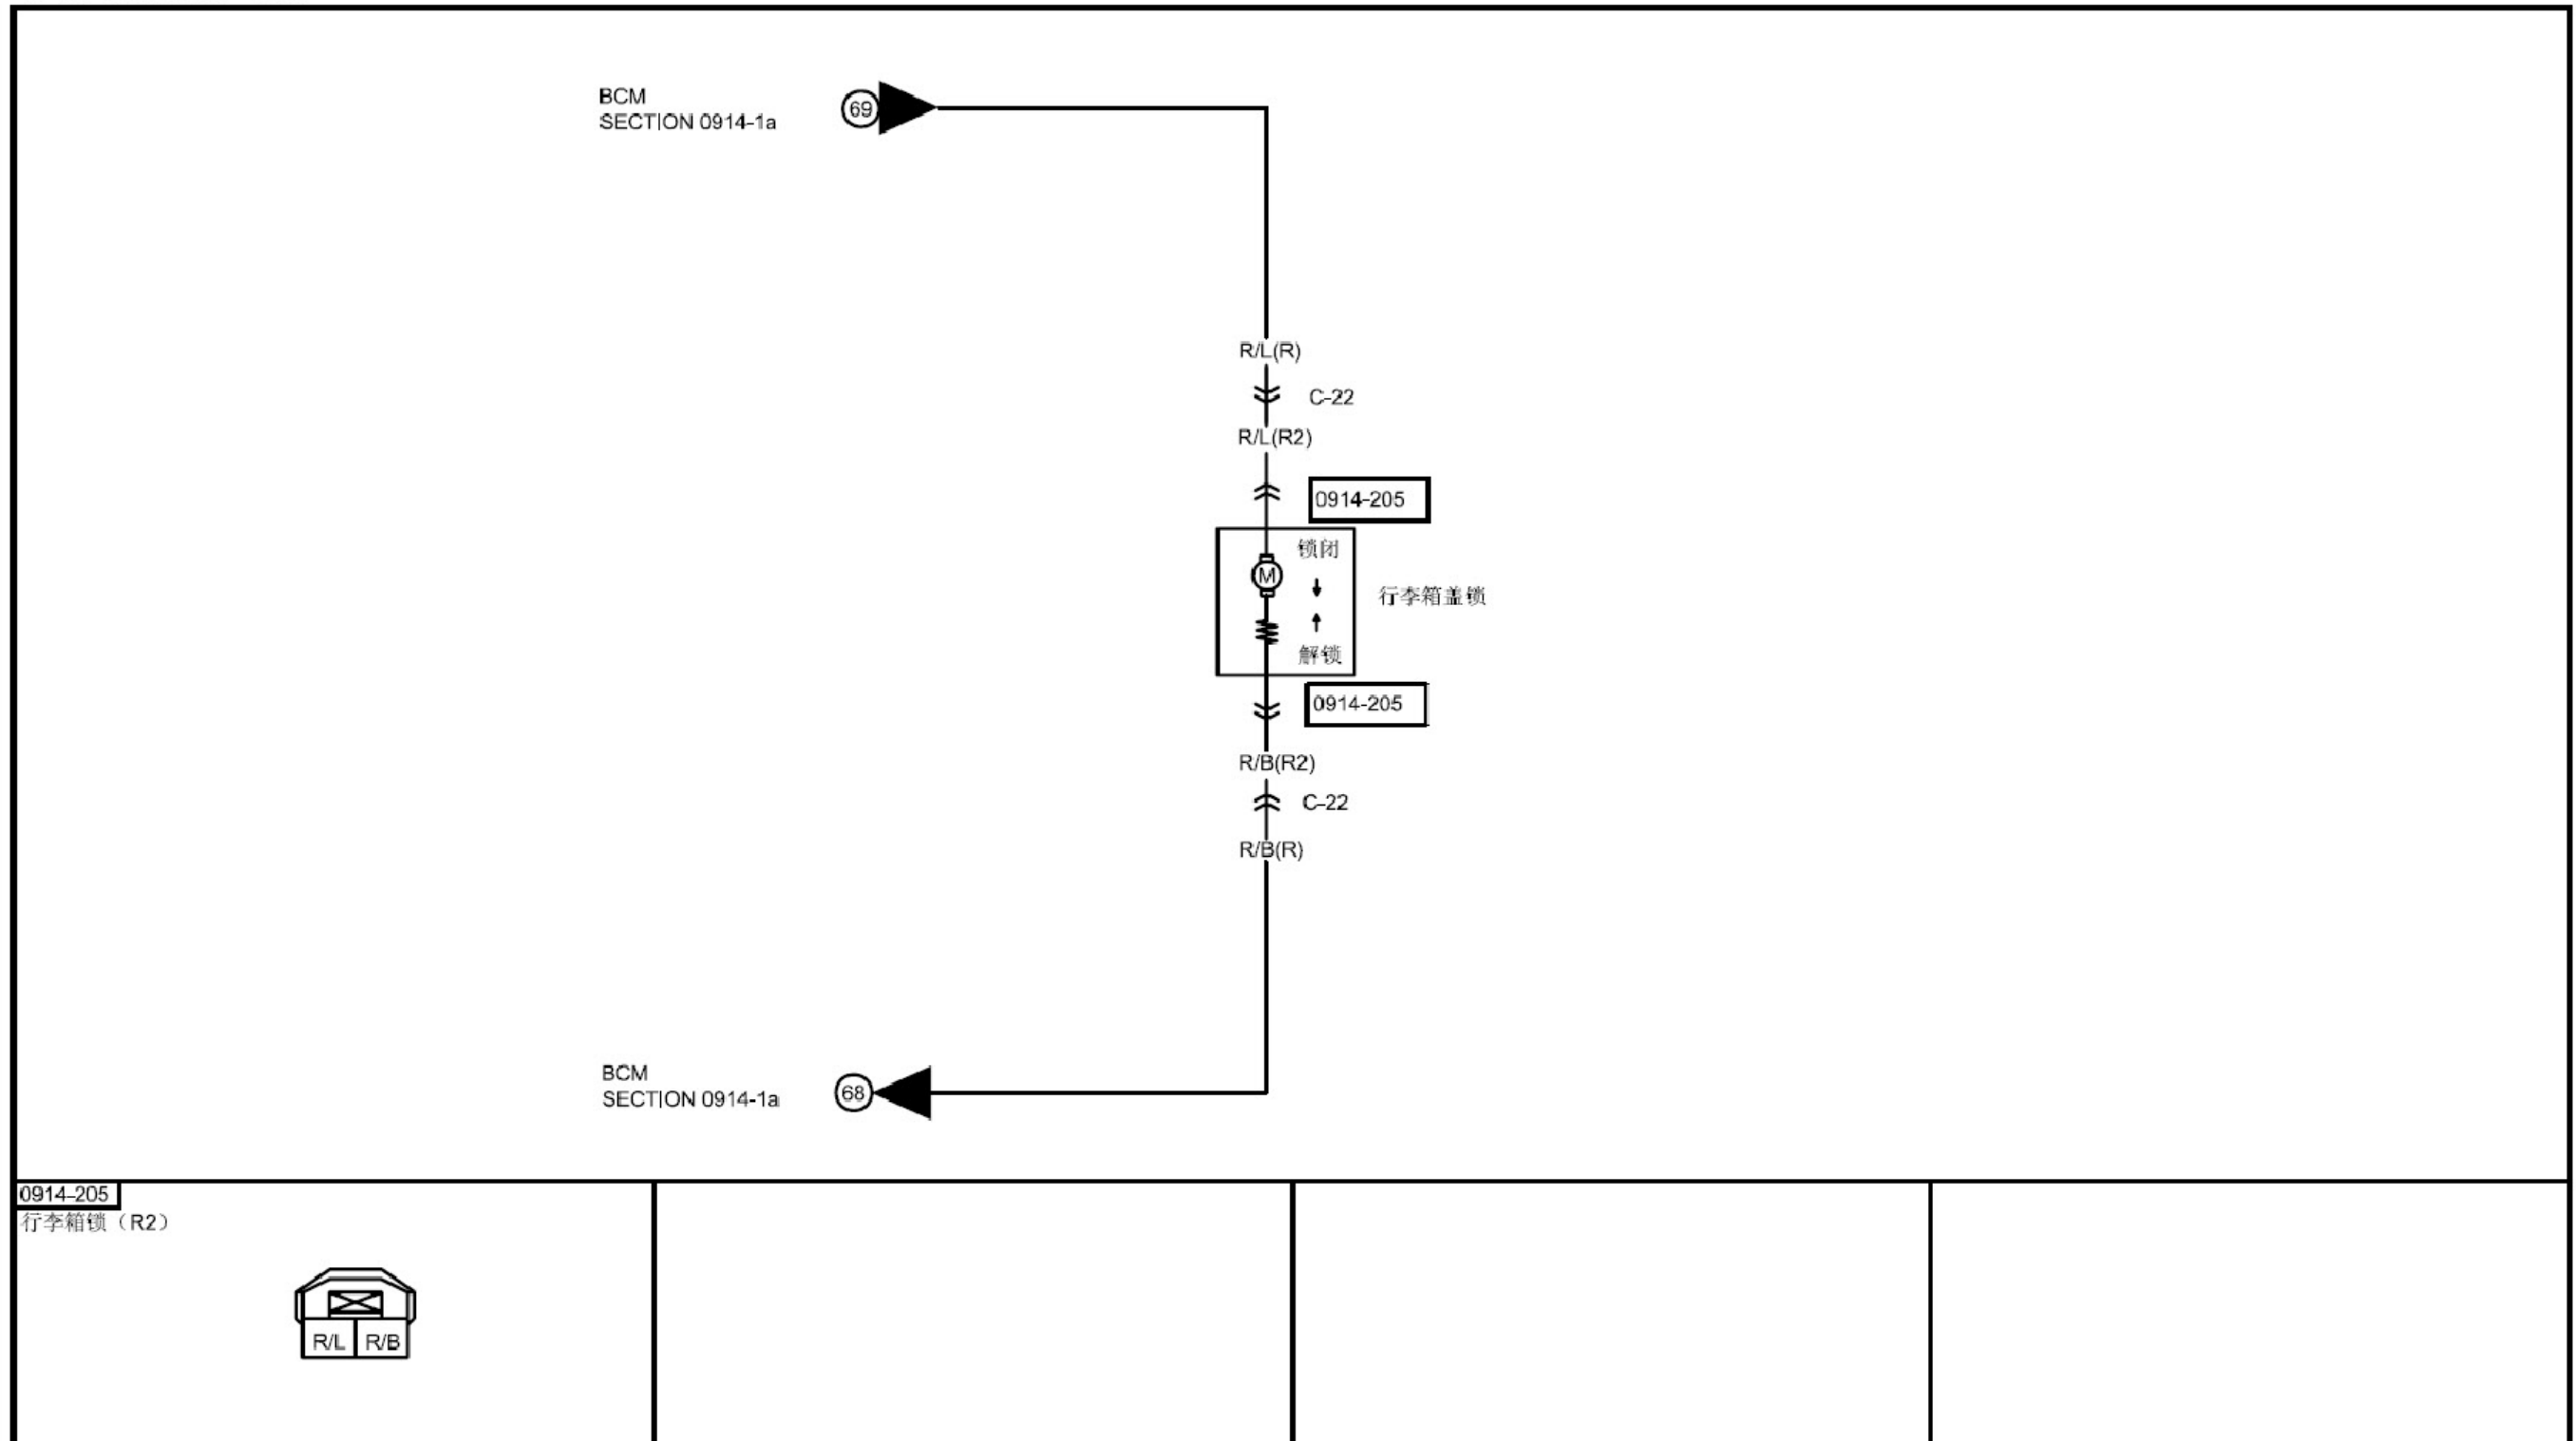 BCM
SECTION 0914-1a
69
R/L(R)
C-22
R/L(R2)
0914-205
锁闭
M
行李箱盖锁
解锁
0914-205
R/B(R2)
C-22
R/B(R)
BCM
SECTION 0914-1a
68
0914-205
行李箱锁（R2）
R/L R/B